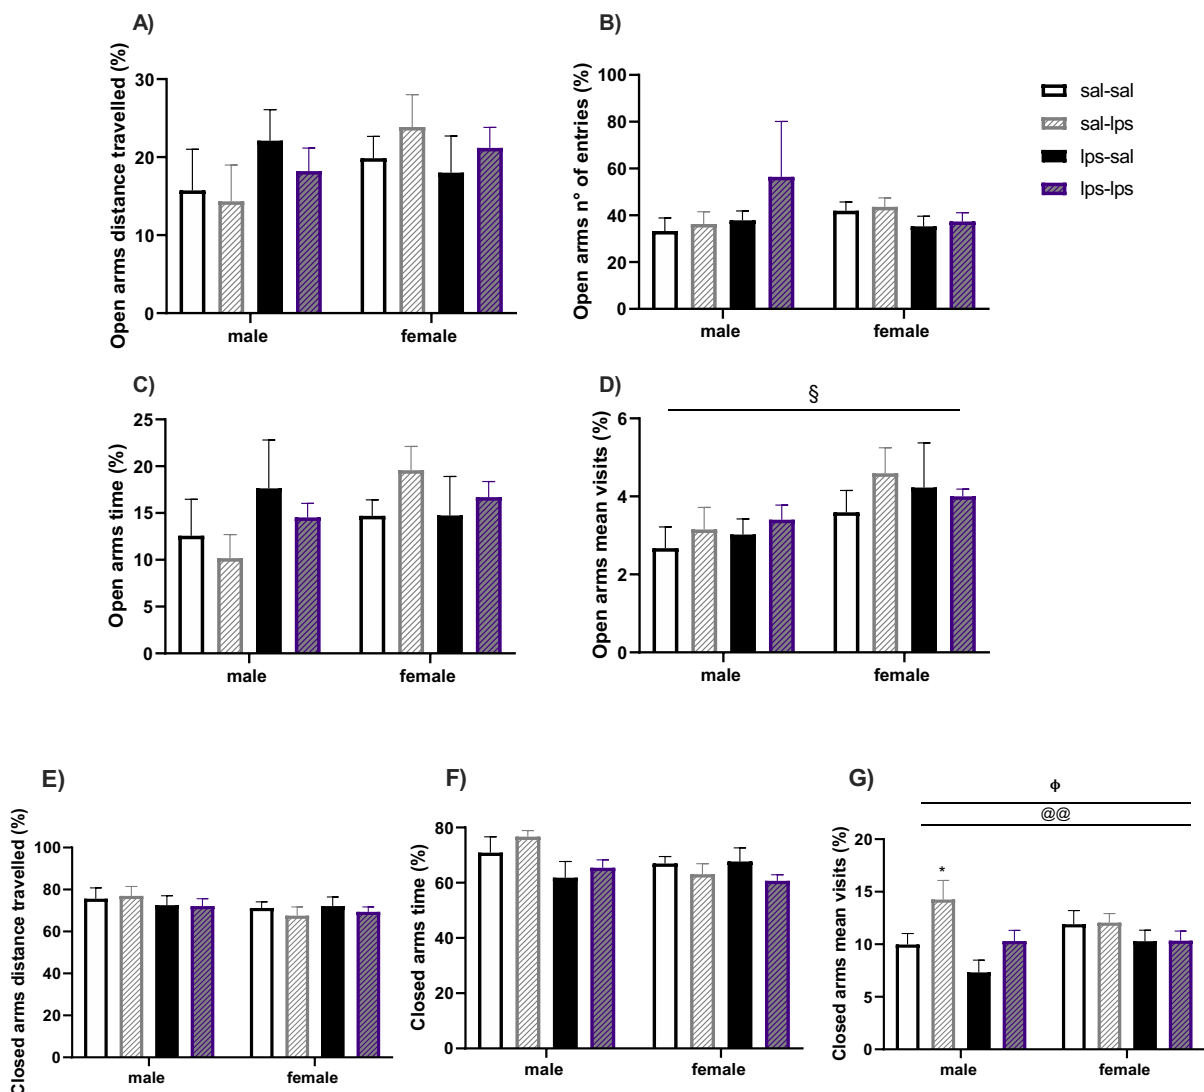 A)
Open arms distance travelled (%)
30
20
10
0
male
female
B)
Open arms n° of entries (%)
100
80
60
40
20
0
male
female
sal-sal
sal-lps
lps-sal
lps-lps
C)
Open arms time (%)
25
20
15
10
5
0
male
female
D)
§
Open arms mean visits (%)
6
4
2
0
male
female
E)
Closed arms distance travelled (%)
100
80
60
40
20
0
male
female
F)
Closed arms time (%)
80
60
40
20
0
male
female
G)
ɸ
@@
Closed arms mean visits (%)
20
15
10
5
0
*
male
female